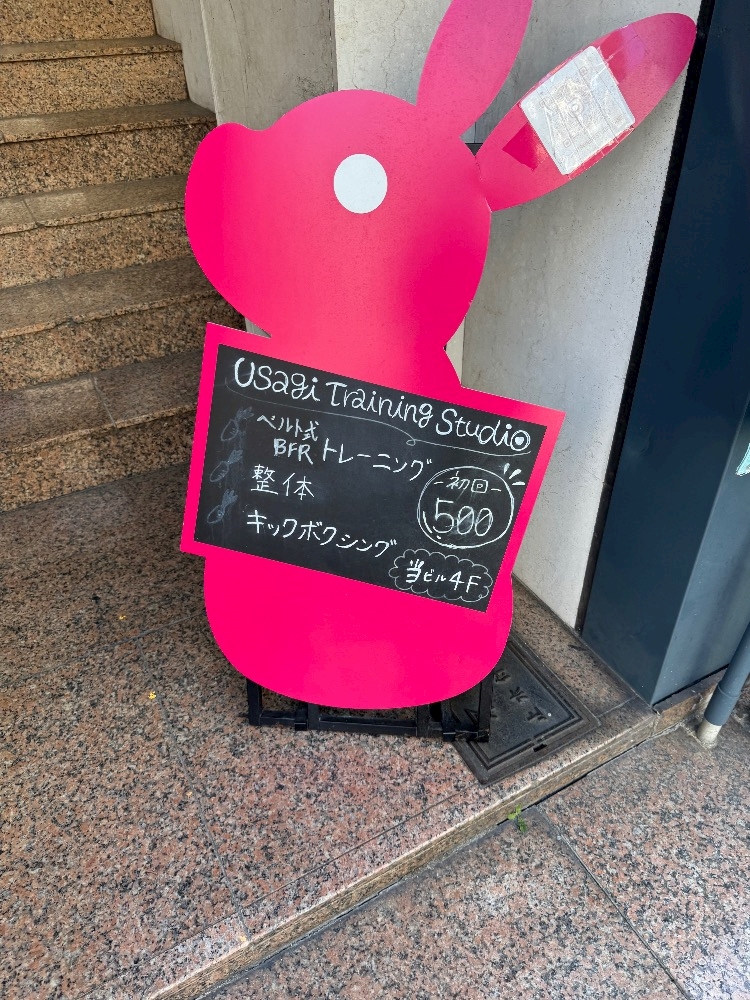 Usagi Training Studio
ベルト式
BFR トレーニング
整体
キックボクシング
初回
500
当ビル4F